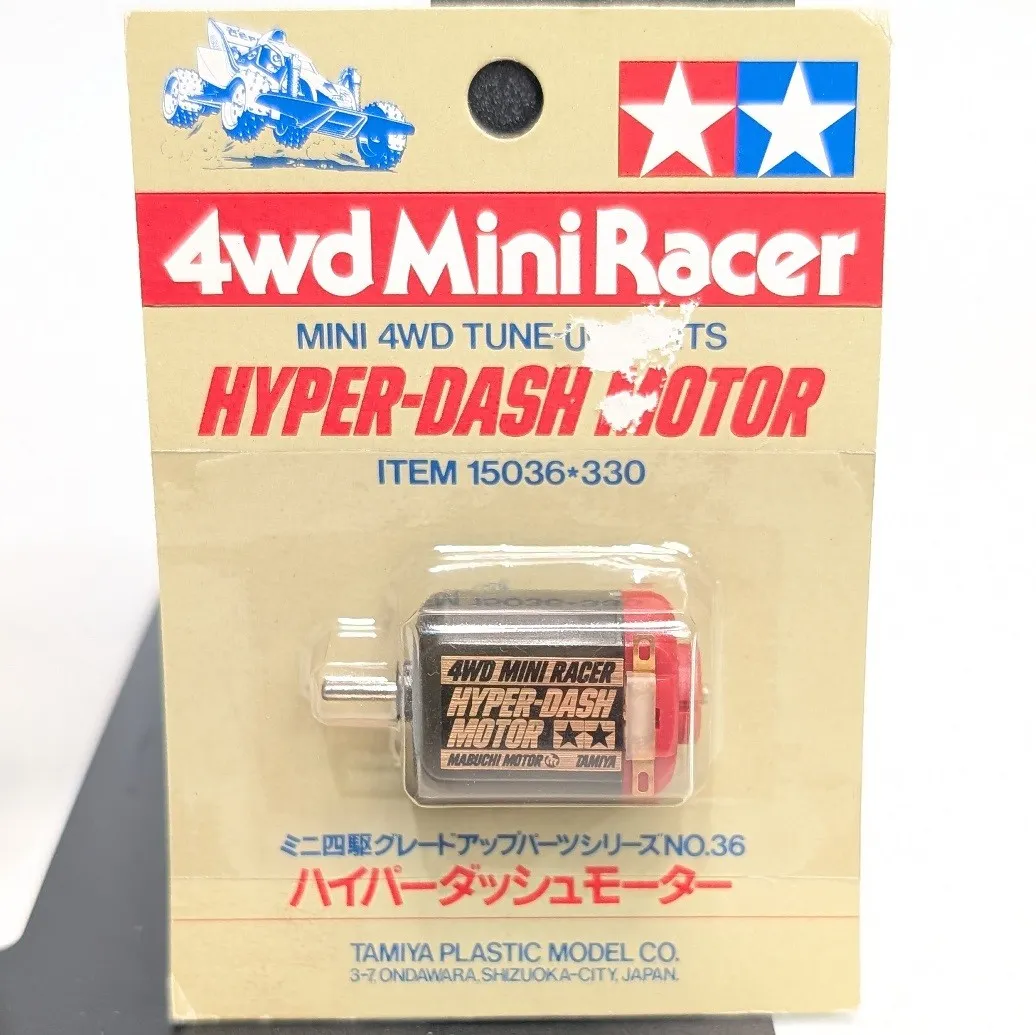 4wd Mini Racer
MINI 4WD TUNE-U
TS
HYPER-DASH MOTOR
ITEM 15036*330
4WD MINI RACER
HYPER-DASH
MOTOR
MABUCHI MOTOR TAMIYA
ミニ四駆グレードアップパーツシリーズNO.36
ハイパーダッシュモーター
TAMIYA PLASTIC MODEL CO.
3-7, ONDAWARA, SHIZUOKA-CITY, JAPAN.